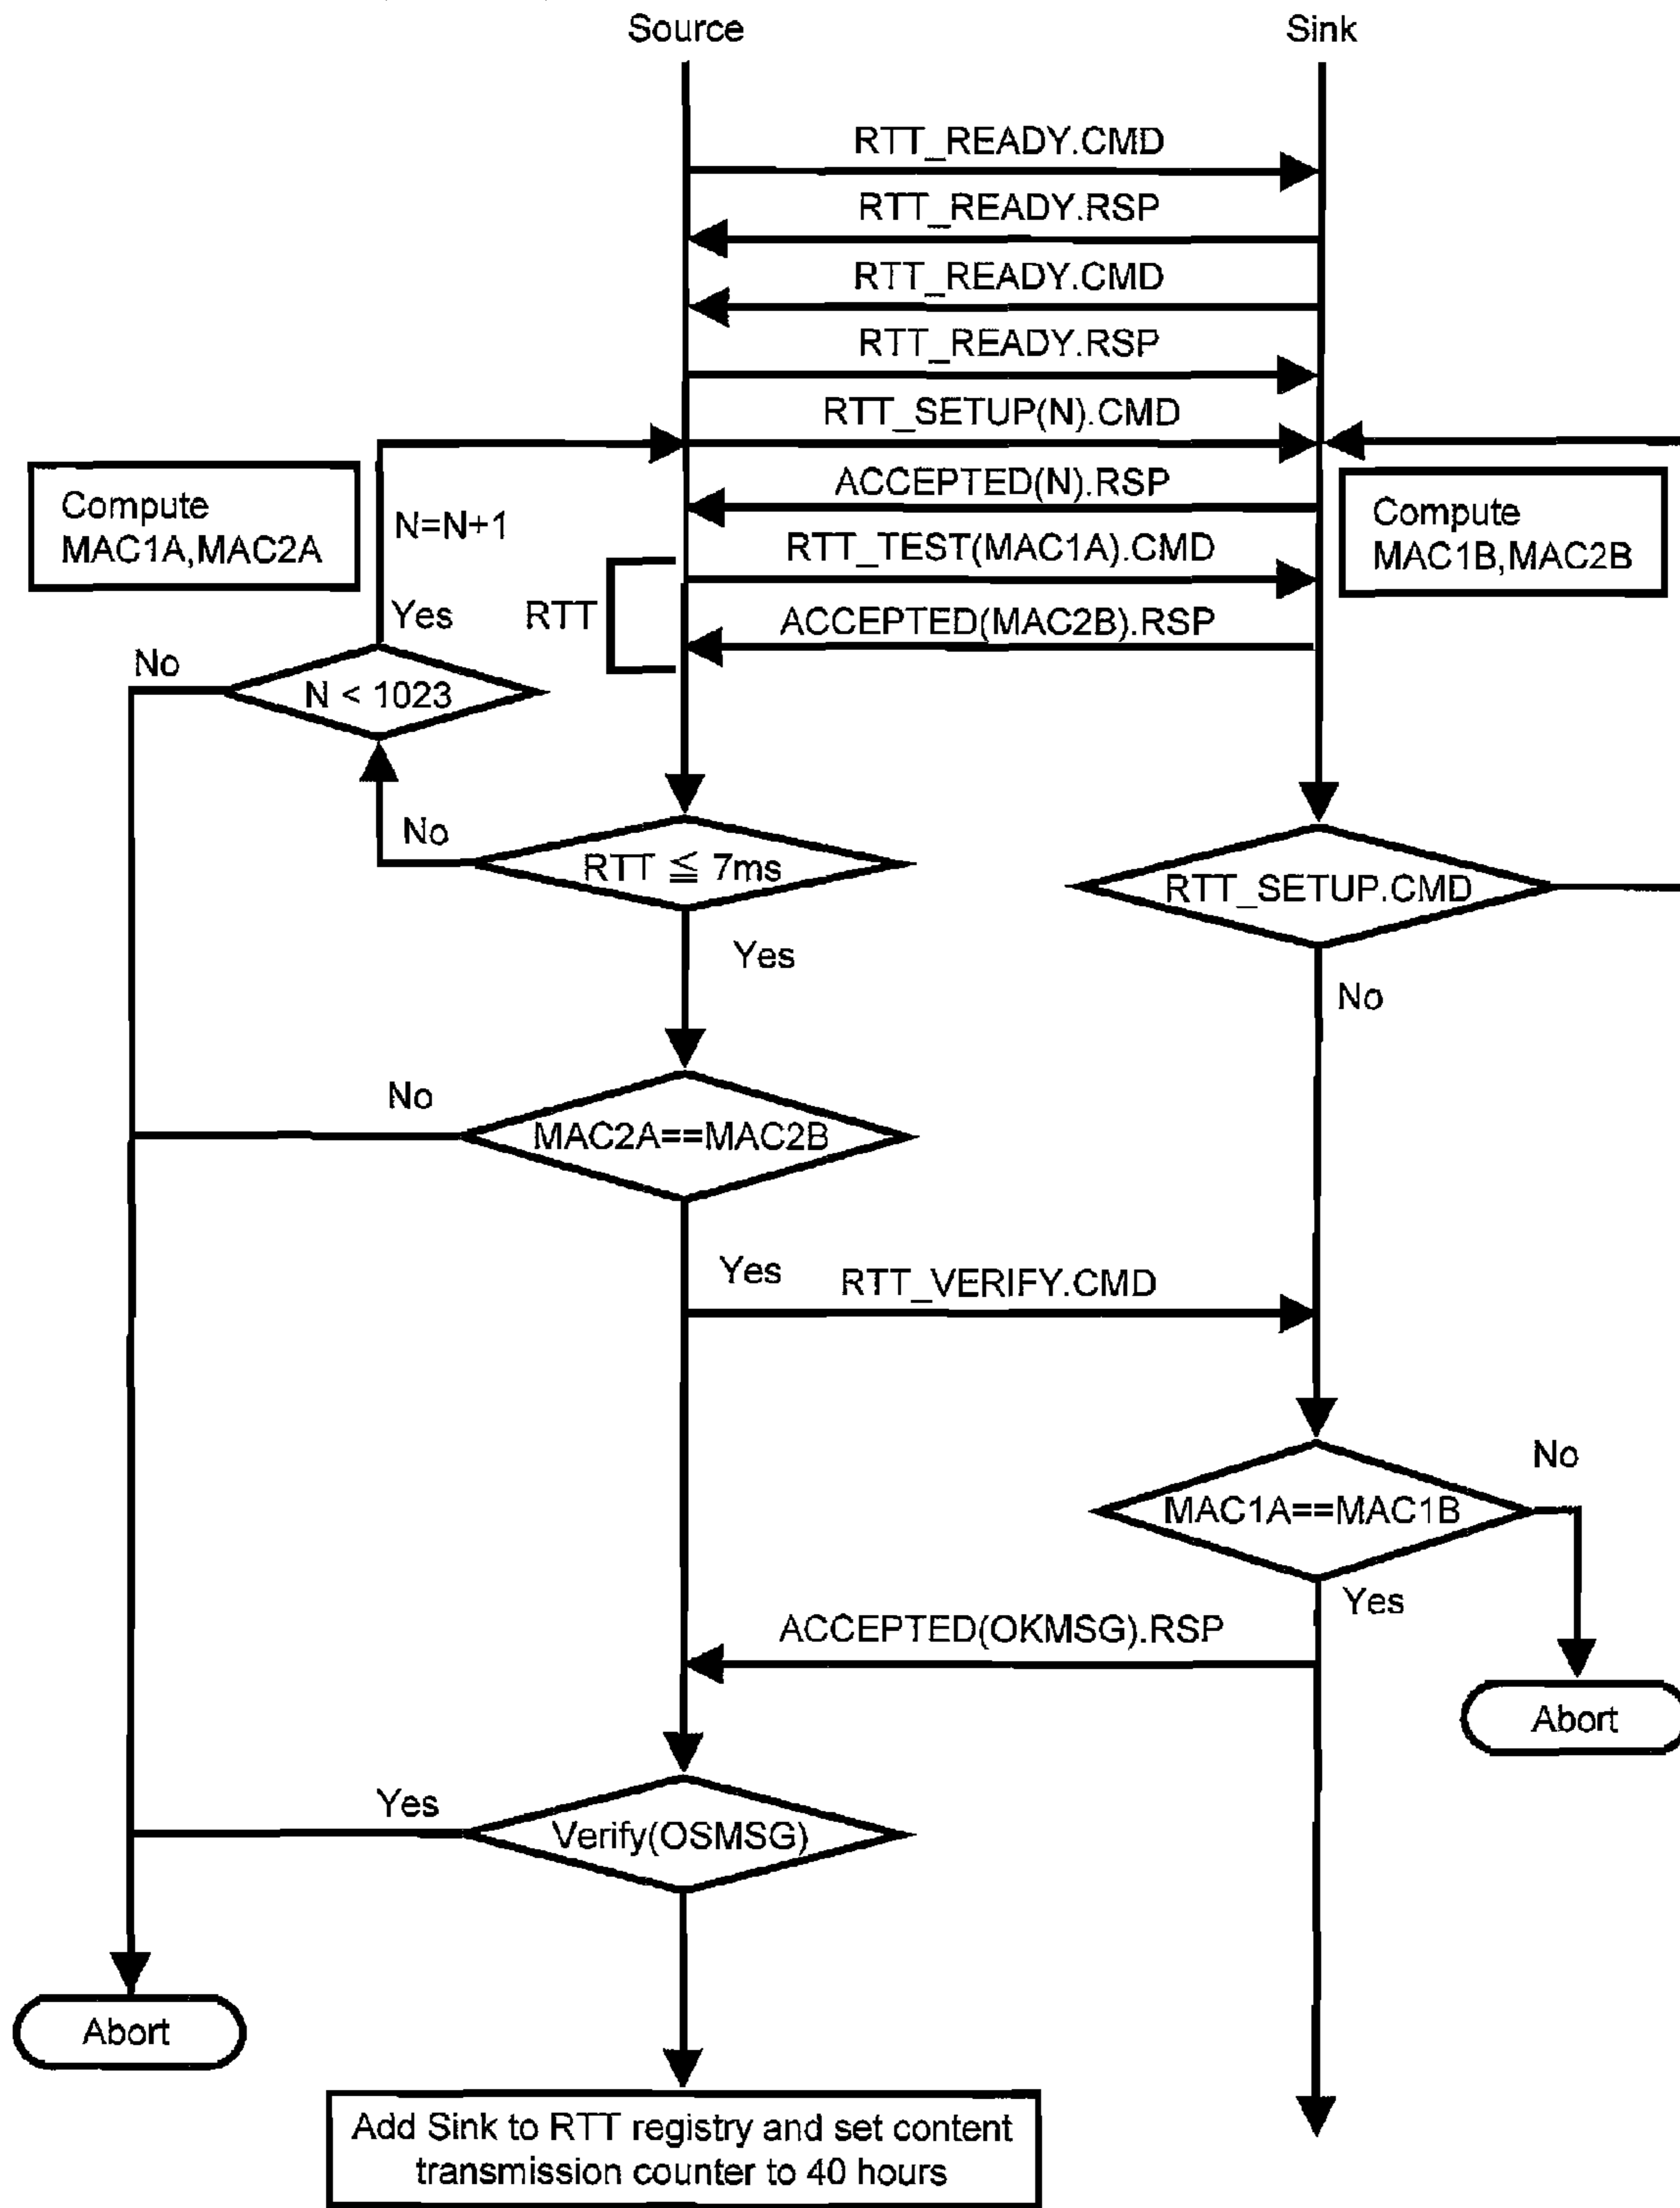 Source
Sink
RTT_READY.CMD
RTT_READY.RSP
RTT_READY.CMD
RTT_READY.RSP
RTT_SETUP(N).CMD
ACCEPTED(N).RSP
Compute
MAC1A,MAC2A
N=N+1
Compute
MAC1B,MAC2B
RTT_TEST(MAC1A).CMD
RTT
ACCEPTED(MAC2B).RSP
Yes
No
N < 1023
No
RTT ≦ 7ms
RTT_SETUP.CMD
Yes
No
No
MAC2A==MAC2B
Yes
RTT_VERIFY.CMD
No
MAC1A==MAC1B
Yes
ACCEPTED(OKMSG).RSP
Abort
Yes
Verify(OSMSG)
Abort
Add Sink to RTT registry and set content
transmission counter to 40 hours